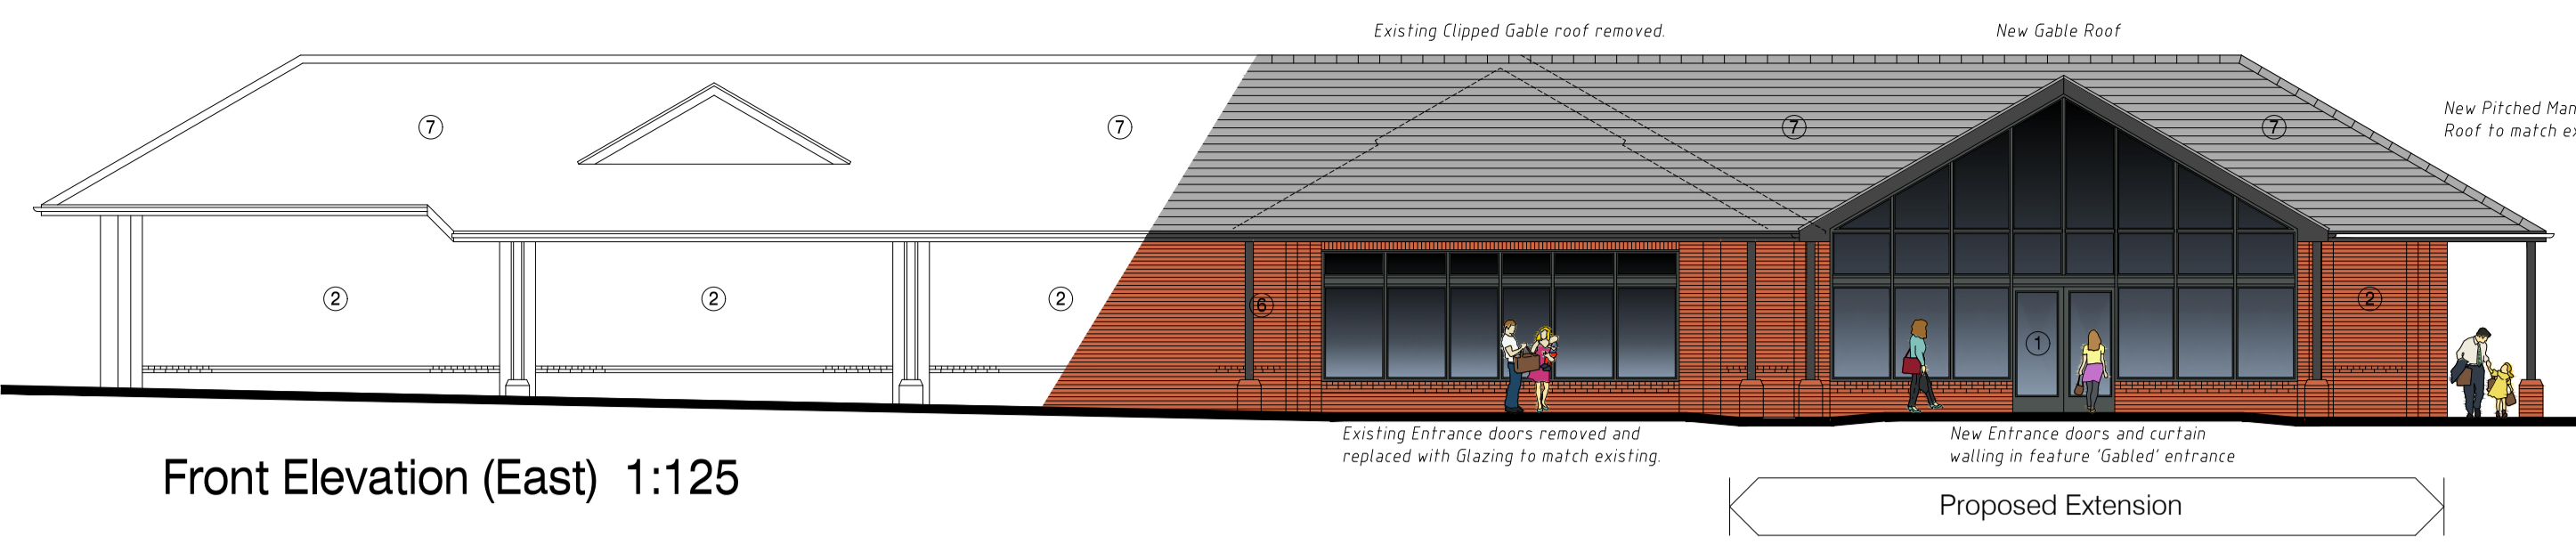 Existing Clipped Gable roof removed.
New Gable Roof
New Pitched
Roof to match
7
7
7
7
2
2
2
6
1
2
Existing Entrance doors removed and
replaced with Glazing to match existing.
New Entrance doors and curtain
walling in feature 'Gabled' entrance
Front Elevation (East) 1:125
Proposed Extension